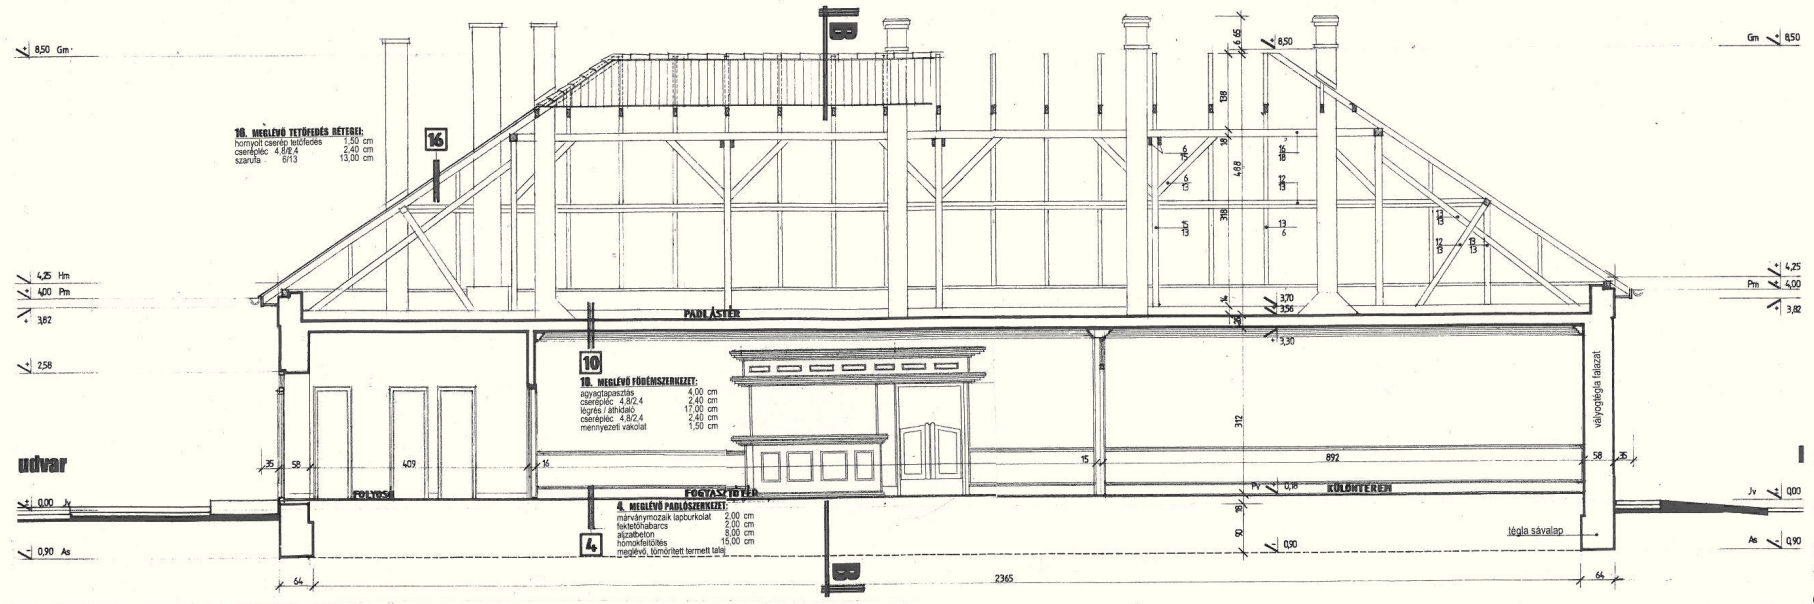 B
8,50 Gm
+ 8,50
Gm + 8,50
6 65
138
18
488
318
14
26
312
18
90
16. MEGLÉVŐ TETŐFEDÉS RÉTEGEI:
hornyolt cserép tetőfedés 1,50 cm
cserépléc 4,8/2,4 2,40 cm
szarufa 6/13 13,00 cm
16
6
15
16
18
6
13
12
13
13
6
13
13
12
13
13
13
4,25 Hm
+ 4,00 Pm
+ 3,82
+ 4,25
Pm + 4,00
+ 3,82
+ 3,70
3,56
+ 3,30
PADLÁSTÉR
2,58
10
10. MEGLÉVŐ FÖDÉMSZERKEZET:
agyagtapasztás 4,00 cm
cserépléc 4,8/2,4 2,40 cm
légrés / áthidaló 17,00 cm
cserépléc 4,8/2,4 2,40 cm
mennyezeti vakolat 1,50 cm
vályogtégla falazat
udvar
35 58 409 16 15 892 58 35
FOLYOSÓ
FOGYASZTÓTÉR
Pv + 0,18
KÜLÖNTEREM
± 0,00 Jv
Jv ± 0,00
4. MEGLÉVŐ PADLÓSZERKEZET:
márványmozaik lapburkolat 2,00 cm
fektetőhabarcs 2,00 cm
aljzatbeton 8,00 cm
homokfeltöltés 15,00 cm
meglévő, tömörített termett talaj
4
tégla sávalap
0,90 As
- 0,90
As - 0,90
B
64 2365 64